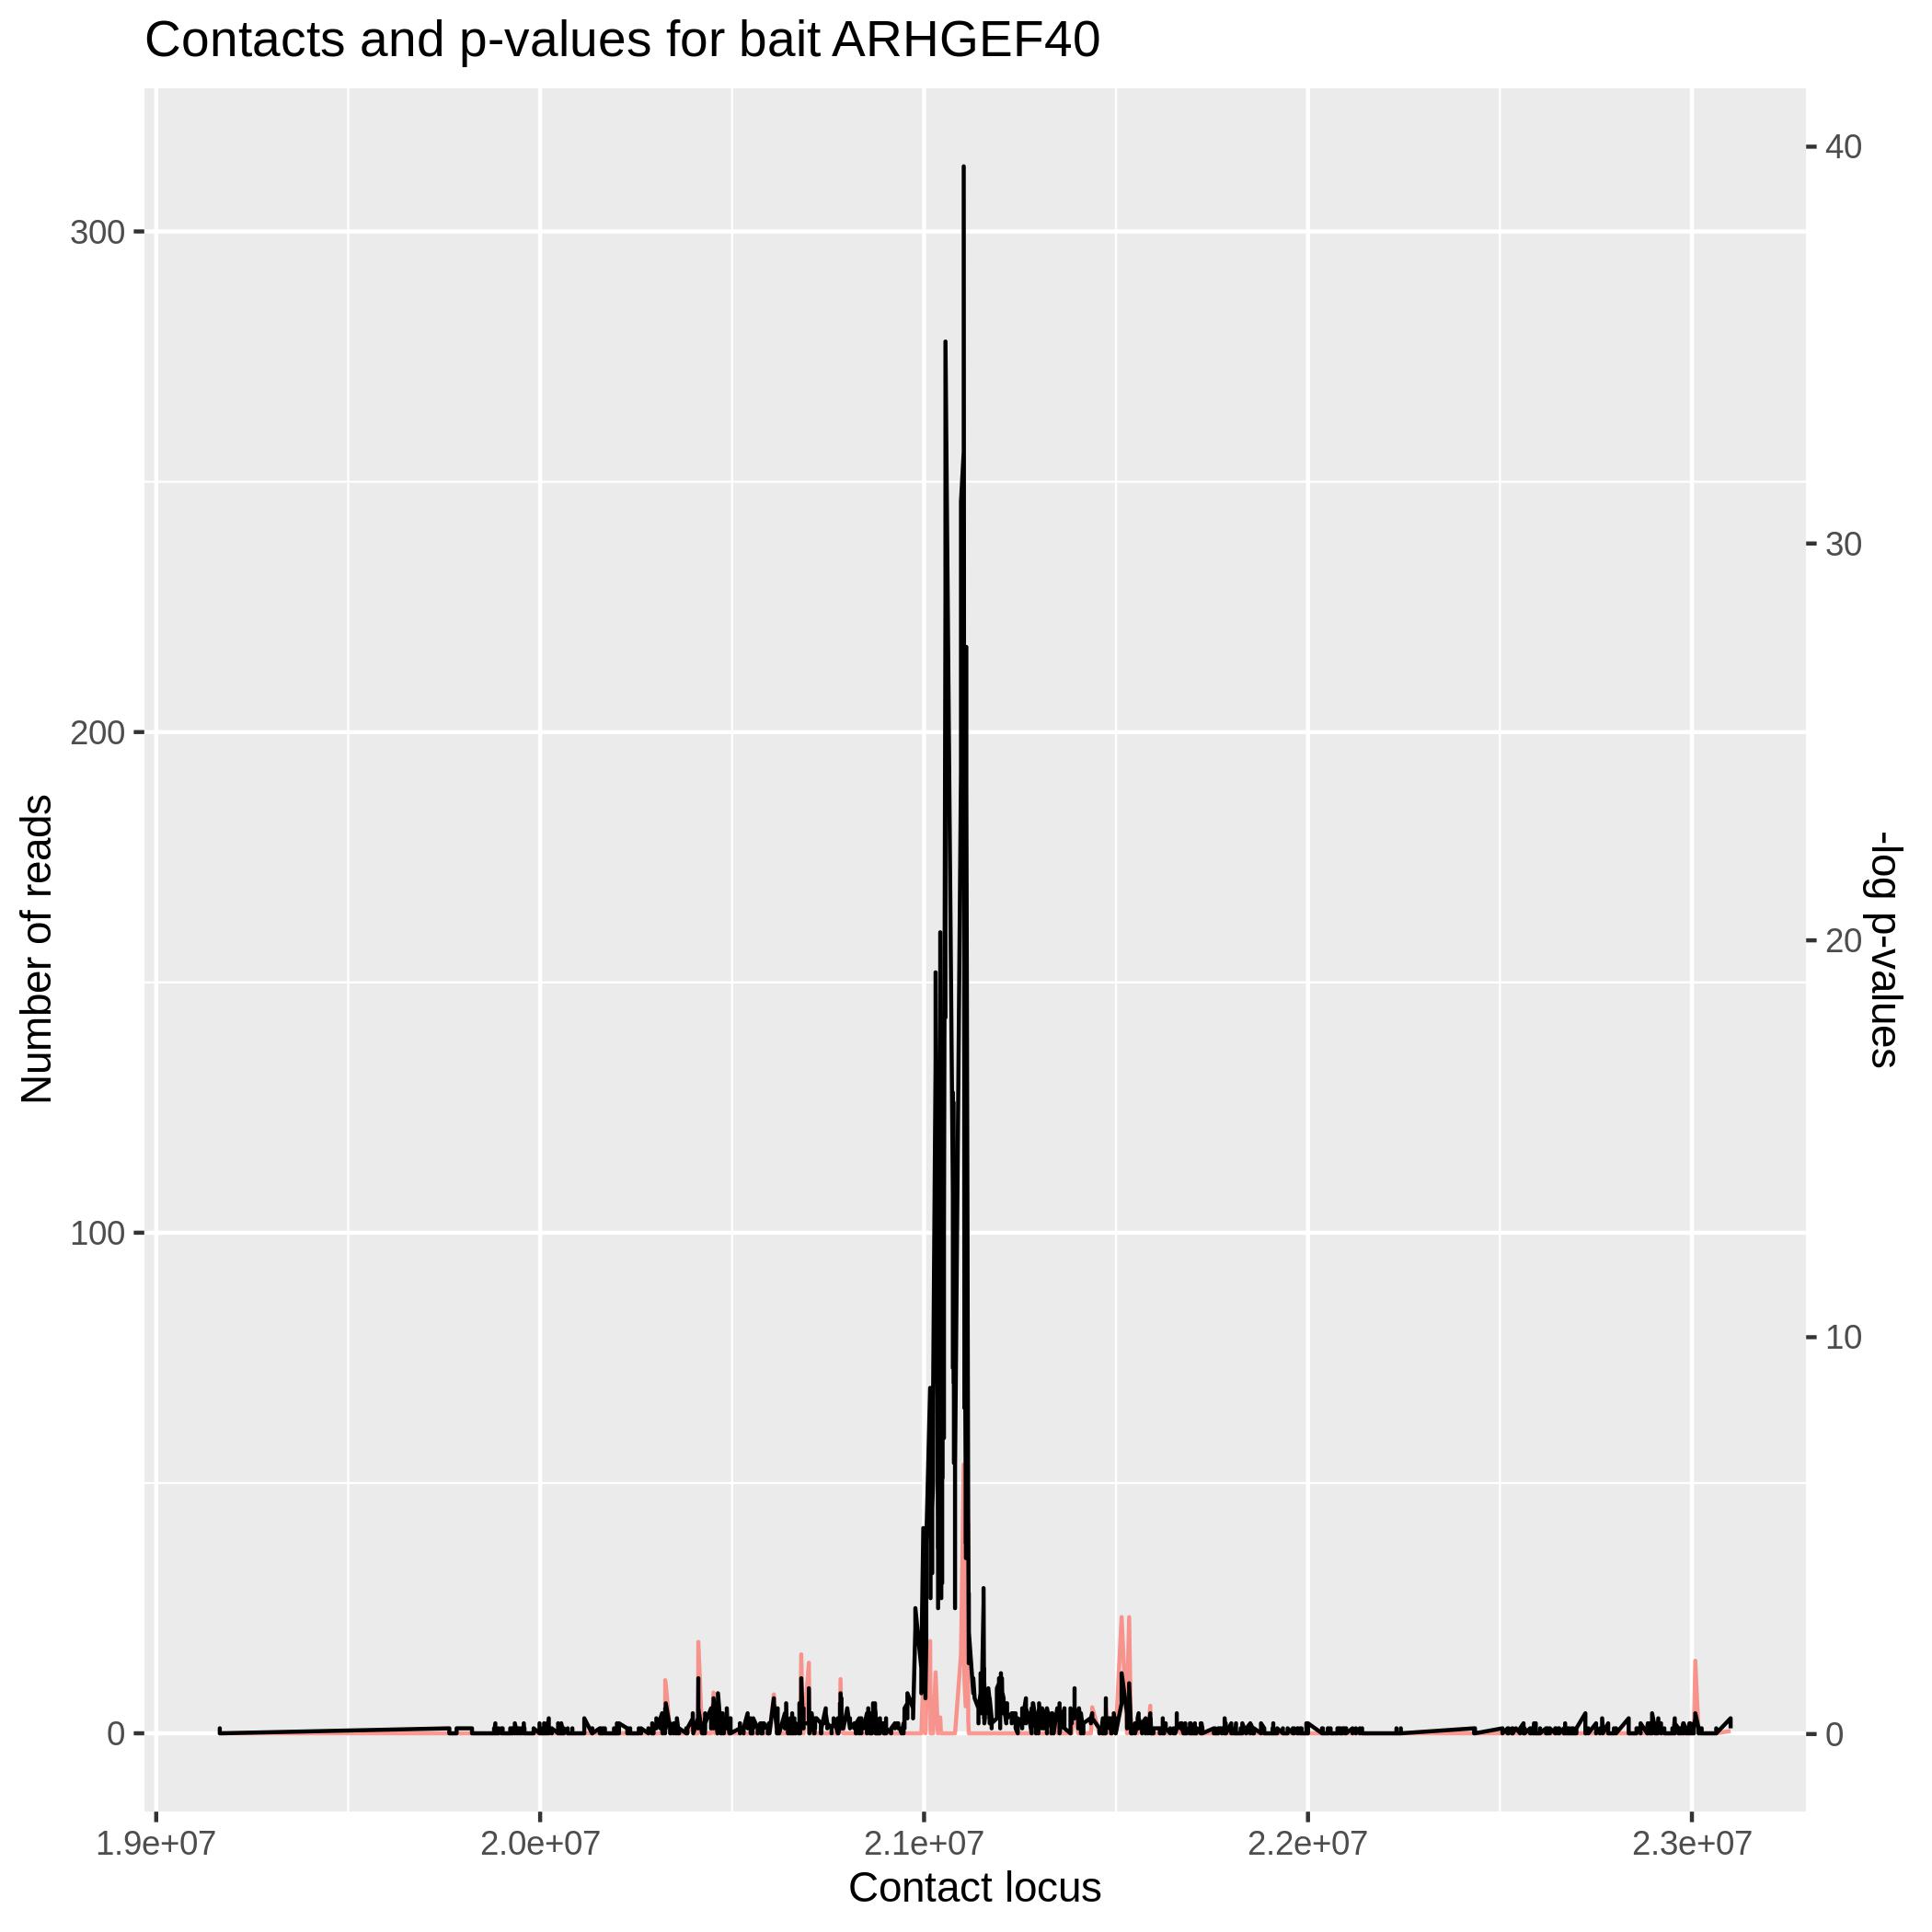 Contacts and p-values for bait ARHGEF40
300
200
100
0
Number of reads
40
30
20
10
0
-log p-values
1.9e+07
2.0e+07
2.1e+07
2.2e+07
2.3e+07
Contact locus